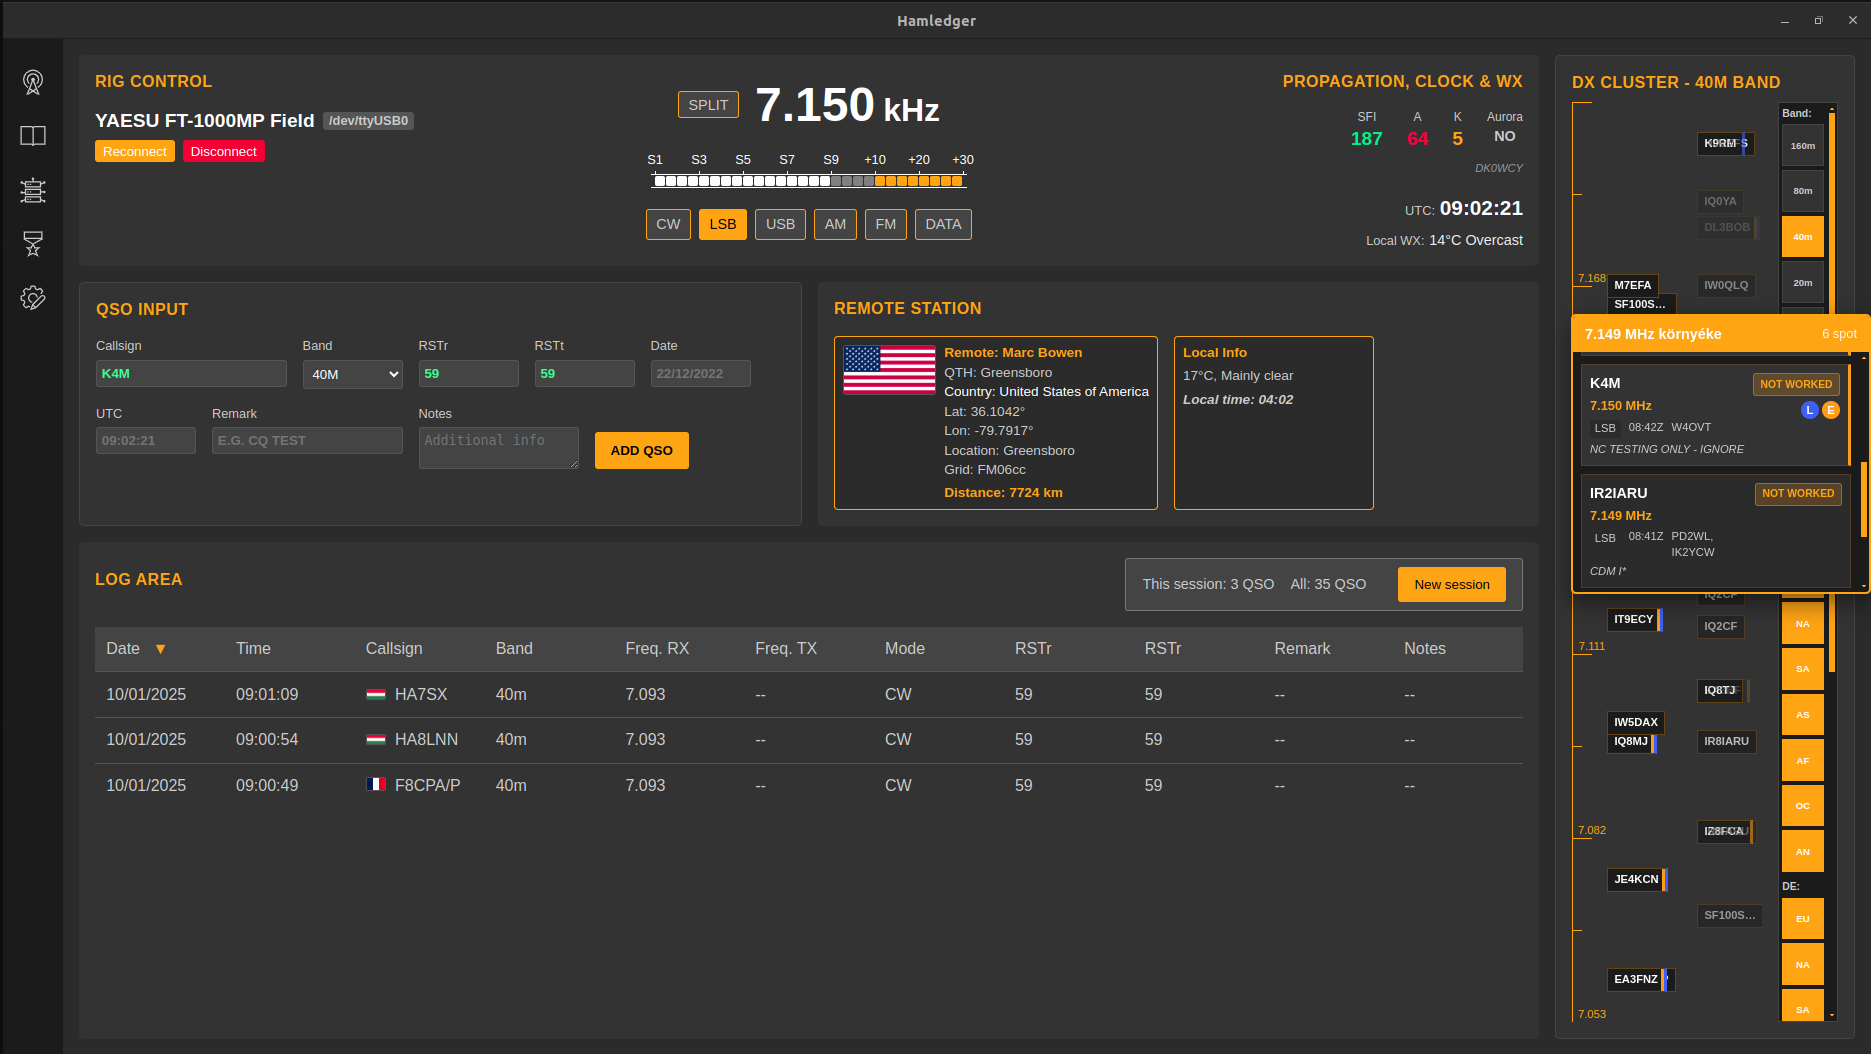 Hamledger
RIG CONTROL
YAESU FT-1000MP Field /dev/ttyUSB0
Reconnect Disconnect
SPLIT 7.150 kHz
S1 S3 S5 S7 S9 +10 +20 +30
CW LSB USB AM FM DATA
PROPAGATION, CLOCK & WX
SFI A K Aurora
187 64 5 NO
DK0WCY
UTC: 09:02:21
Local WX: 14°C Overcast
QSO INPUT
Callsign Band RSTr RSTt Date
K4M 40M 59 59 22/12/2022
UTC Remark Notes
09:02:21 E.G. CQ TEST Additional info ADD QSO
REMOTE STATION
Remote: Marc Bowen
QTH: Greensboro
Country: United States of America
Lat: 36.1042°
Lon: -79.7917°
Location: Greensboro
Grid: FM06cc
Distance: 7724 km
Local Info
17°C, Mainly clear
Local time: 04:02
LOG AREA
This session: 3 QSO All: 35 QSO New session
Date ▼ Time Callsign Band Freq. RX Freq. TX Mode RSTr RSTr Remark Notes
10/01/2025 09:01:09 HA7SX 40m 7.093 -- CW 59 59 -- --
10/01/2025 09:00:54 HA8LNN 40m 7.093 -- CW 59 59 -- --
10/01/2025 09:00:49 F8CPA/P 40m 7.093 -- CW 59 59 -- --
DX CLUSTER - 40M BAND
Band:
160m
80m
40m
20m
IQ0YA
DL3BOB
7.168
M7EFA IW0QLQ
SF100S…
7.149 MHz környéke 6 spot
K4M NOT WORKED
7.150 MHz L E
LSB 08:42Z W4OVT
NC TESTING ONLY - IGNORE
IR2IARU NOT WORKED
7.149 MHz
LSB 08:41Z PD2WL,
IK2YCW
CDM I*
IQ2CF
IT9ECY IQ2CF NA
7.111
SA
IQ8TJ
IW5DAX AS
IQ8MJ IR8IARU
AF
OC
7.082
AN
JE4KCN DE:
SF100S… EU
NA
EA3FNZ
SA
7.053